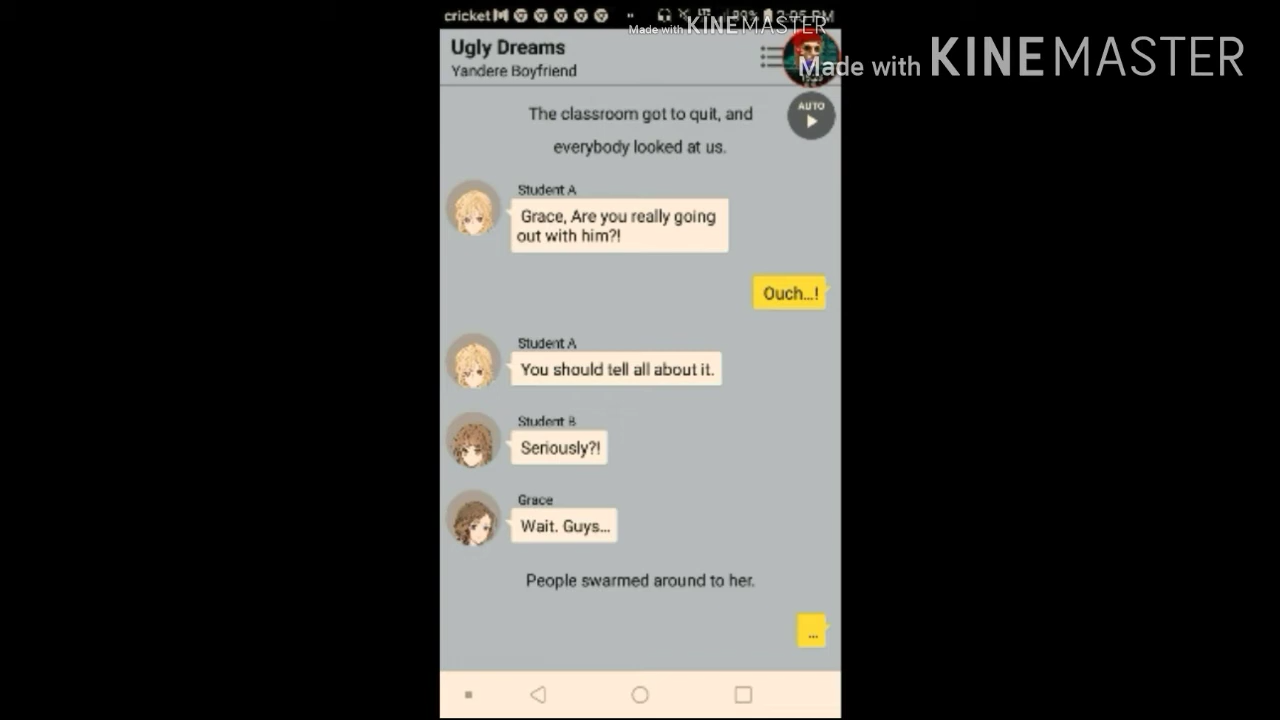 cricket
Made with KINEMASTER
Made with KINEMASTER
Ugly Dreams
Yandere Boyfriend
AUTO
The classroom got to quit, and
everybody looked at us.
Student A
Grace, Are you really going
out with him?!
Ouch...!
Student A
You should tell all about it.
Student B
Seriously?!
Grace
Wait. Guys...
People swarmed around to her.
...